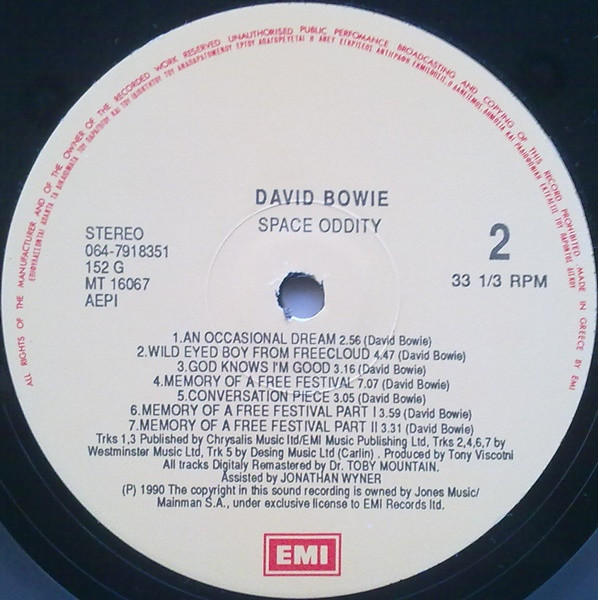 ALL RIGHTS OF THE MANUFACTURER AND OF THE OWNER OF THE RECORDED WORK RESERVED UNAUTHORISED PUBLIC PERFOMANCE BROADCASTING AND COPYING OF THIS RECORD PROHIBITED MADE IN GREECE BY EMI
DAVID BOWIE
SPACE ODDITY
STEREO
064-7918351
152 G
MT 16067
AEPI
2
33 1/3 RPM
1.AN OCCASIONAL DREAM 2.56 (David Bowie)
2.WILD EYED BOY FROM FREECLOUD 4.47 (David Bowie)
3.GOD KNOWS I'M GOOD 3.16 (David Bowie)
4.MEMORY OF A FREE FESTIVAL 7.07 (David Bowie)
5.CONVERSATION PIECE 3.05 (David Bowie)
6.MEMORY OF A FREE FESTIVAL PART I 3.59 (David Bowie)
7.MEMORY OF A FREE FESTIVAL PART II 3.31 (David Bowie)
Trks 1,3 Published by Chrysalis Music ltd/EMI Music Publishing Ltd, Trks 2,4,6,7 by
Westminster Music Ltd, Trk 5 by Desing Music Ltd (Carlin) . Produced by Tony Viscotni
All tracks Digitaly Remastered by Dr. TOBY MOUNTAIN.
Assisted by JONATHAN WYNER
(P) 1990 The copyright in this sound recording is owned by Jones Music/
Mainman S.A., under exclusive license to EMI Records ltd.
EMI